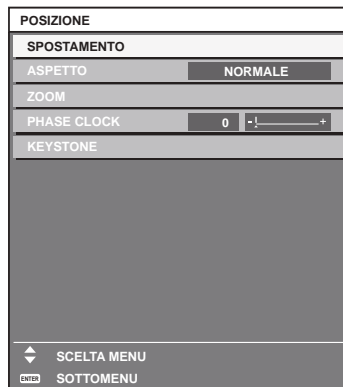 POSIZIONE
SPOSTAMENTO
ASPETTO NORMALE
ZOOM
PHASE CLOCK 0 - +
KEYSTONE
SCELTA MENU
ENTER SOTTOMENU